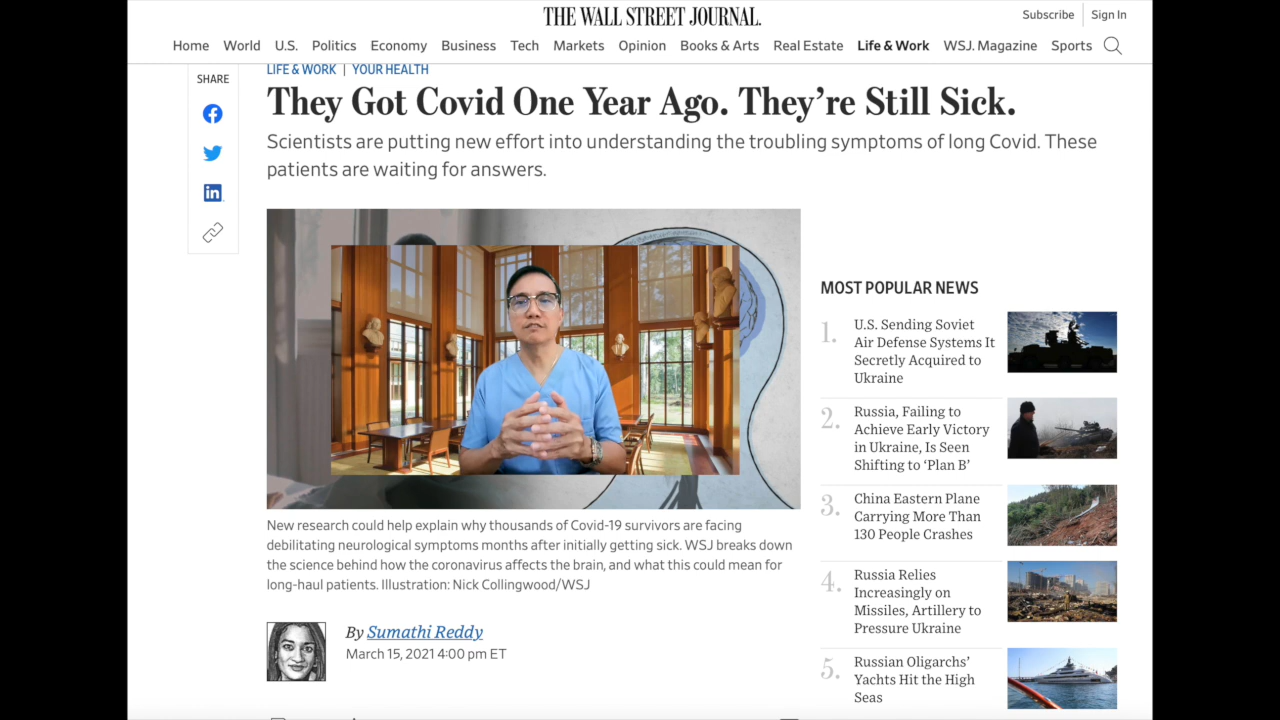 THE WALL STREET JOURNAL.
Subscribe Sign In
Home World U.S. Politics Economy Business Tech Markets Opinion Books & Arts Real Estate Life & Work WSJ. Magazine Sports
SHARE
LIFE & WORK | YOUR HEALTH
They Got Covid One Year Ago. They're Still Sick.
Scientists are putting new effort into understanding the troubling symptoms of long Covid. These
patients are waiting for answers.
New research could help explain why thousands of Covid-19 survivors are facing
debilitating neurological symptoms months after initially getting sick. WSJ breaks down
the science behind how the coronavirus affects the brain, and what this could mean for
long-haul patients. Illustration: Nick Collingwood/WSJ
By Sumathi Reddy
March 15, 2021 4:00 pm ET
MOST POPULAR NEWS
1. U.S. Sending Soviet
Air Defense Systems It
Secretly Acquired to
Ukraine
2. Russia, Failing to
Achieve Early Victory
in Ukraine, Is Seen
Shifting to ‘Plan B’
3. China Eastern Plane
Carrying More Than
130 People Crashes
4. Russia Relies
Increasingly on
Missiles, Artillery to
Pressure Ukraine
5. Russian Oligarchs’
Yachts Hit the High
Seas